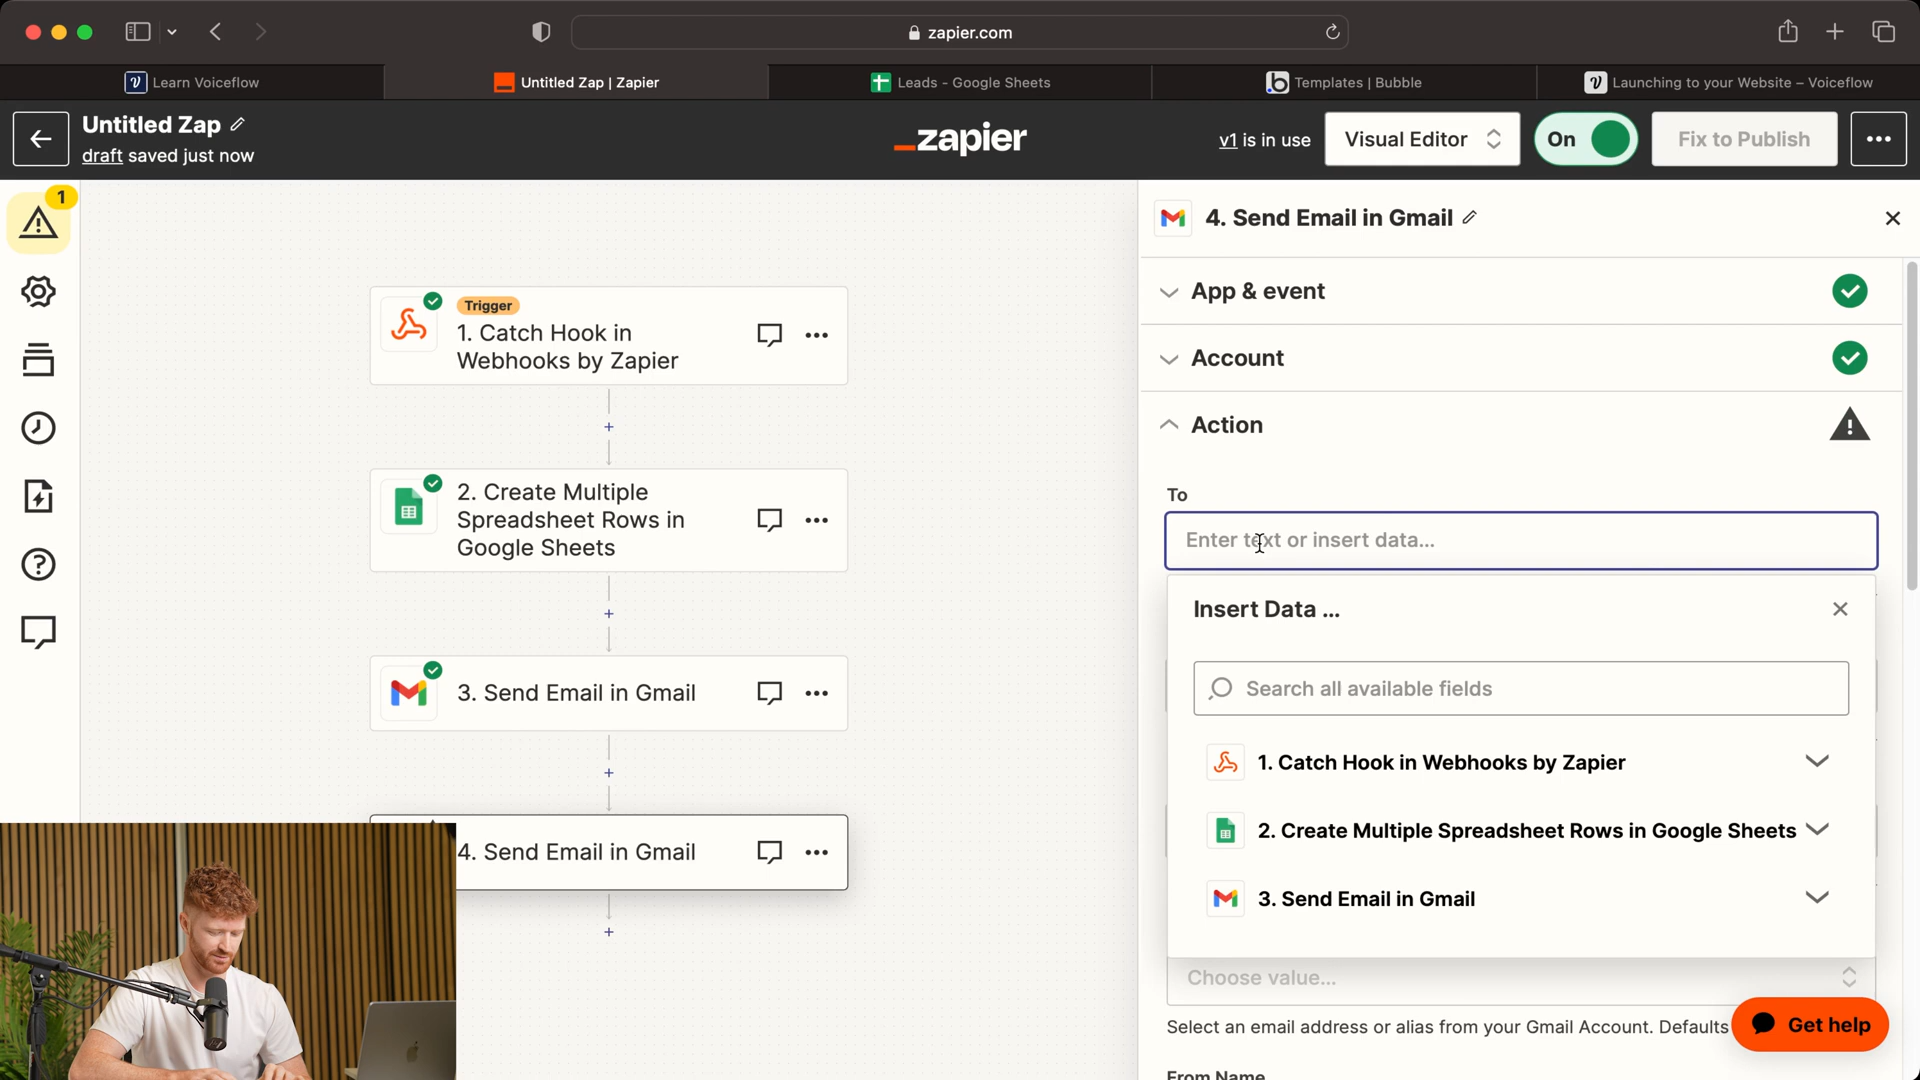 zapier.com
Learn Voiceflow
Untitled Zap | Zapier
Leads - Google Sheets
Templates | Bubble
Launching to your Website – Voiceflow
Untitled Zap
draft saved just now
_zapier
v1 is in use
Visual Editor
On
Fix to Publish
1
Trigger
1. Catch Hook in
Webhooks by Zapier
2. Create Multiple
Spreadsheet Rows in
Google Sheets
3. Send Email in Gmail
4. Send Email in Gmail
4. Send Email in Gmail
App & event
Account
Action
To
Enter text or insert data...
Insert Data ...
Search all available fields
1. Catch Hook in Webhooks by Zapier
2. Create Multiple Spreadsheet Rows in Google Sheets
3. Send Email in Gmail
Choose value...
Select an email address or alias from your Gmail Account. Defaults
Get help
From Name